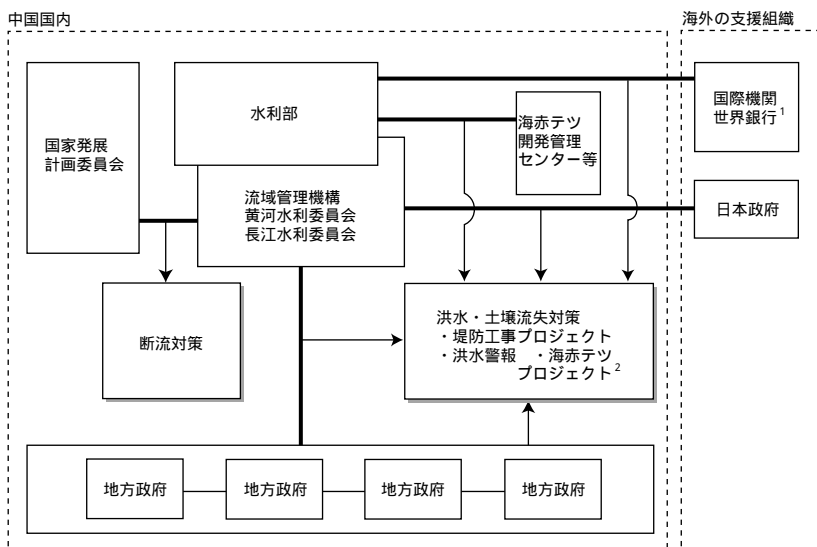 中国国内
海外の支援組織
国家発展
計画委員会
水利部
海赤テツ
開発管理
センター等
国際機関
世界銀行1
流域管理機構
黄河水利委員会
長江水利委員会
日本政府
断流対策
洪水・土壌流失対策
・堤防工事プロジェクト
・洪水警報 ・海赤テツ
プロジェクト2
地方政府
地方政府
地方政府
地方政府